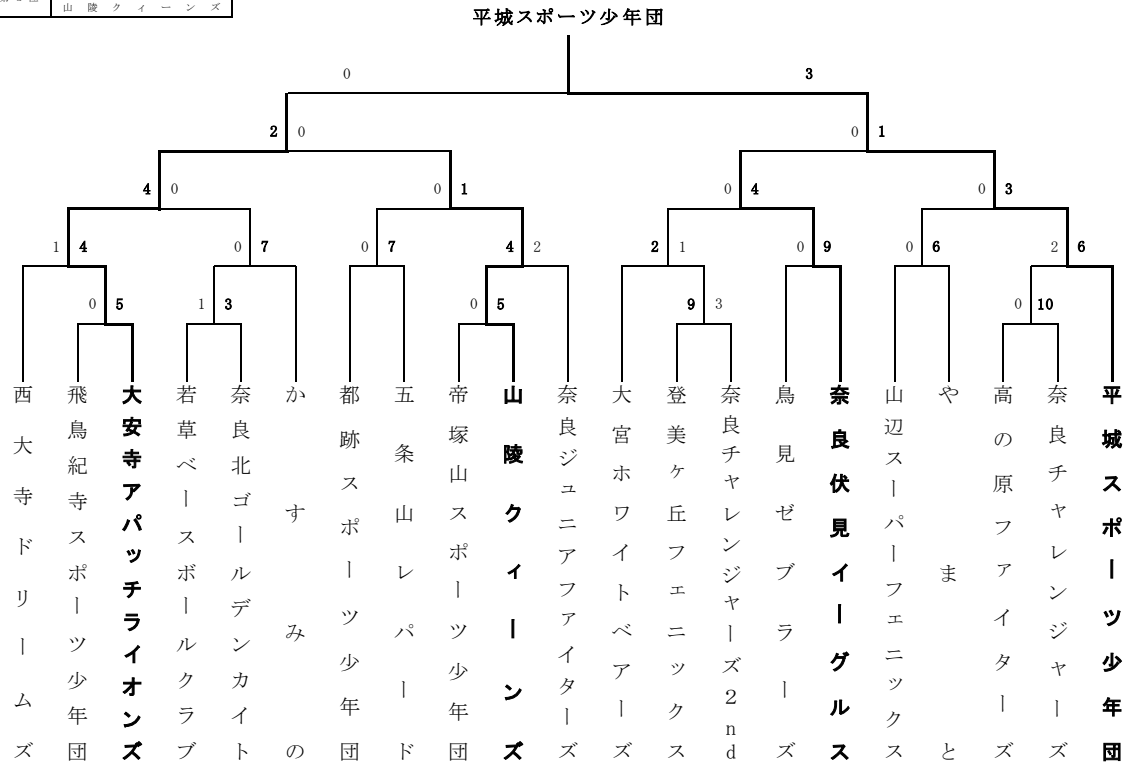 山陵クィーンズ
平城スポーツ少年団
0 3
2 0 0 1
4 0 0 1 0 4 0 3
1 4 0 7 0 7 4 2 2 1 0 9 0 6 2 6
0 5 1 3 0 5 9 3 0 10
西大寺ドリームズ
飛鳥紀寺スポーツ少年団
大安寺アパッチライオンズ
若草ベースボールクラブ
奈良北ゴールデンカイト
かすみの
都跡スポーツ少年団
五条山レパード
帝塚山スポーツ少年団
山陵クィーンズ
奈良ジュニアファイターズ
大宮ホワイトベアーズ
登美ヶ丘フェニックス
奈良チャレンジャーズ2nd
鳥見ゼブラーズ
奈良伏見イーグルス
山辺スーパーフェニックス
やまと
高の原ファイターズ
奈良チャレンジャーズ
平城スポーツ少年団